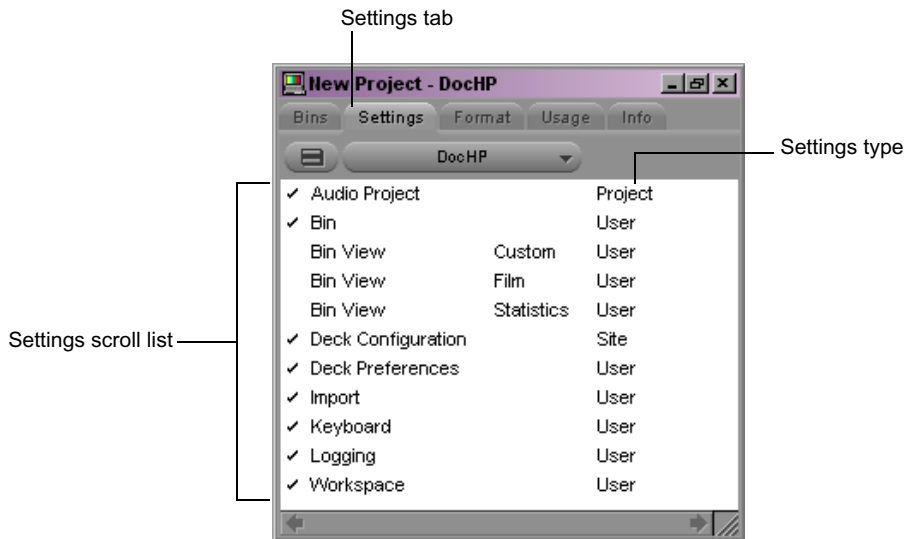 Settings tab
New Project - DocHP
Bins Settings Format Usage Info
DocHP
Settings type
Audio Project Project
Bin User
Bin View Custom User
Bin View Film User
Bin View Statistics User
Settings scroll list
Deck Configuration Site
Deck Preferences User
Import User
Keyboard User
Logging User
Workspace User